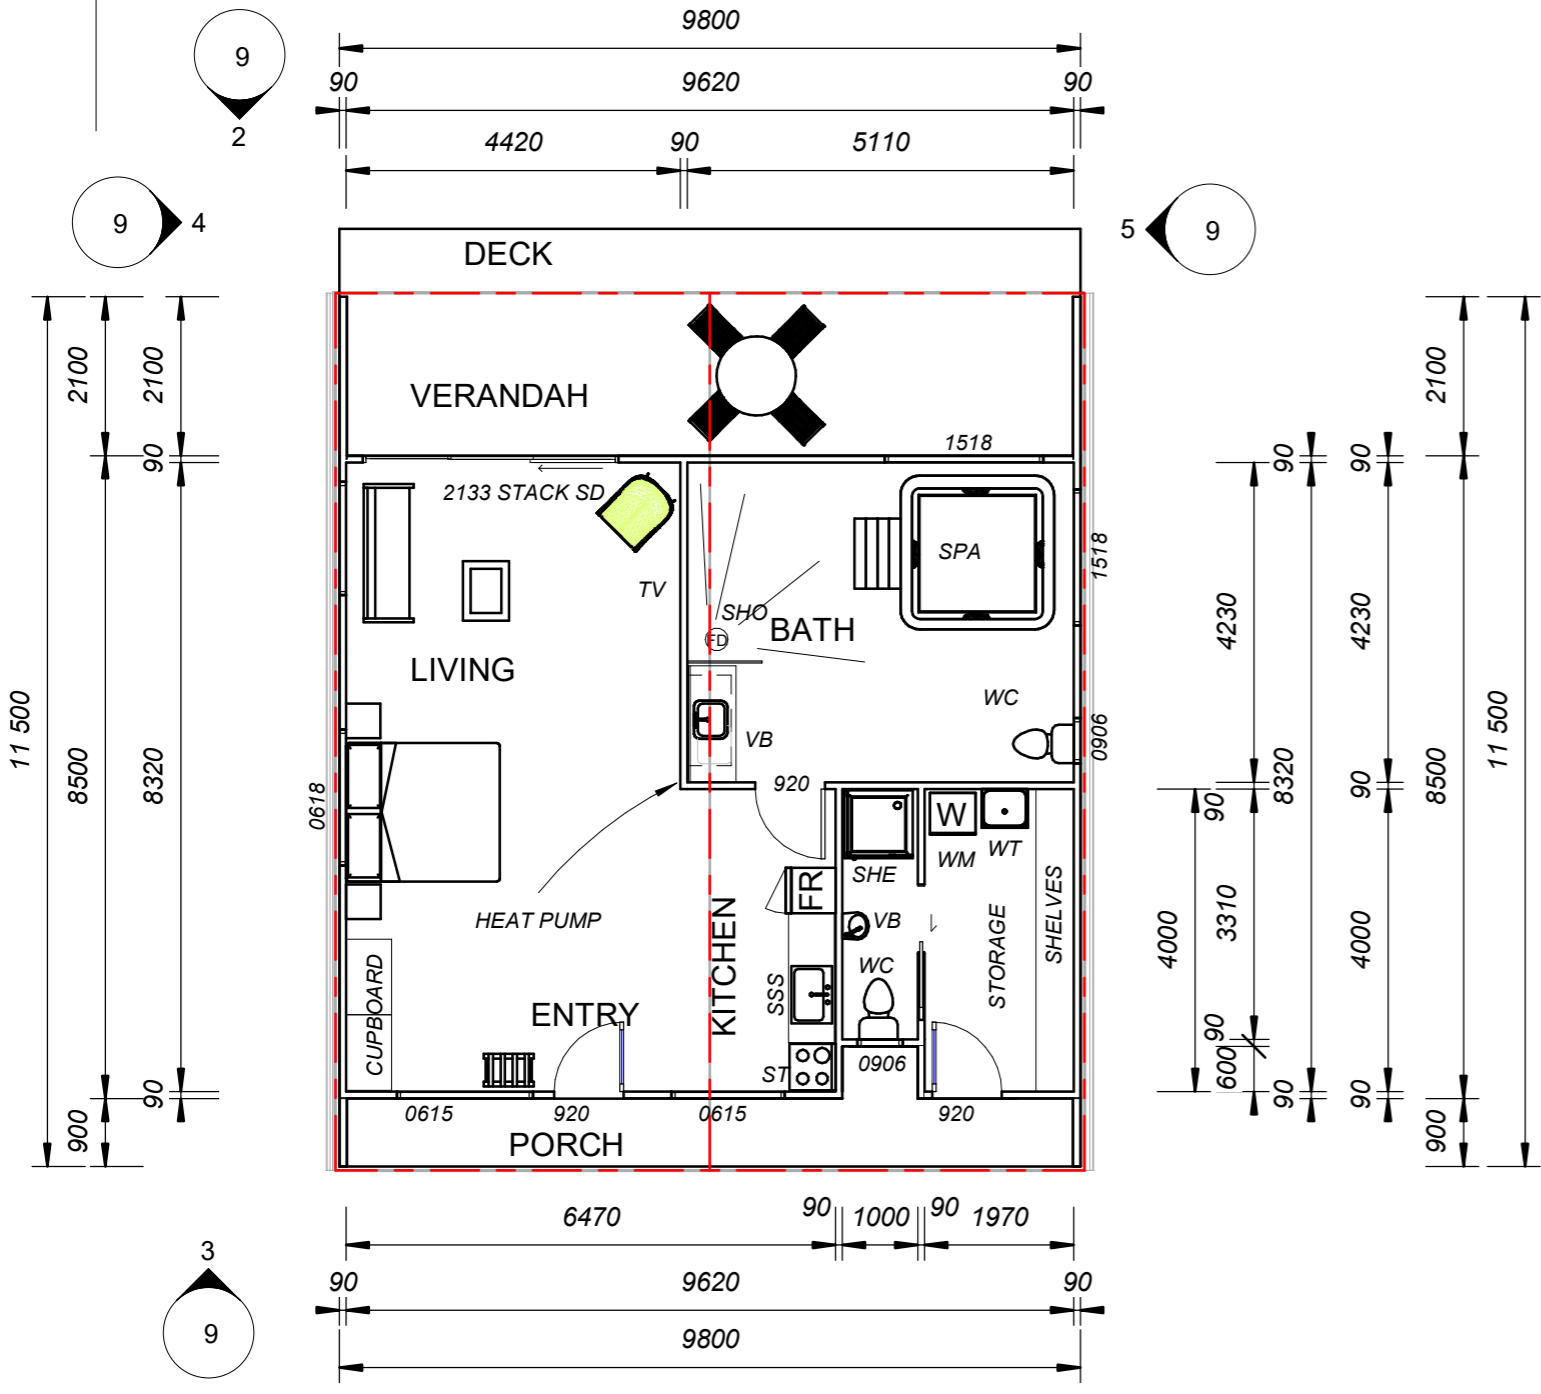 9800
9
90 9620 90
2
4420 90 5110
9 4
5 9
DECK
2100
2100
2100
VERANDAH
1518
90
90
90
2133 STACK SD
SPA
1518
TV
SHO
FD
BATH
4230
4230
LIVING
11 500
8500
8320
WC
VB
0906
11 500
8500
8320
0618
920
90
90
W
WM
WT
SHE
FR
HEAT PUMP
VB
KITCHEN
STORAGE
SHELVES
4000
3310
4000
WC
SSS
CUPBOARD
ENTRY
90
600
ST
0906
90
90
90
900
0615
920
0615
920
900
PORCH
6470 90 1000 90 1970
3
90 9620 90
9
9800